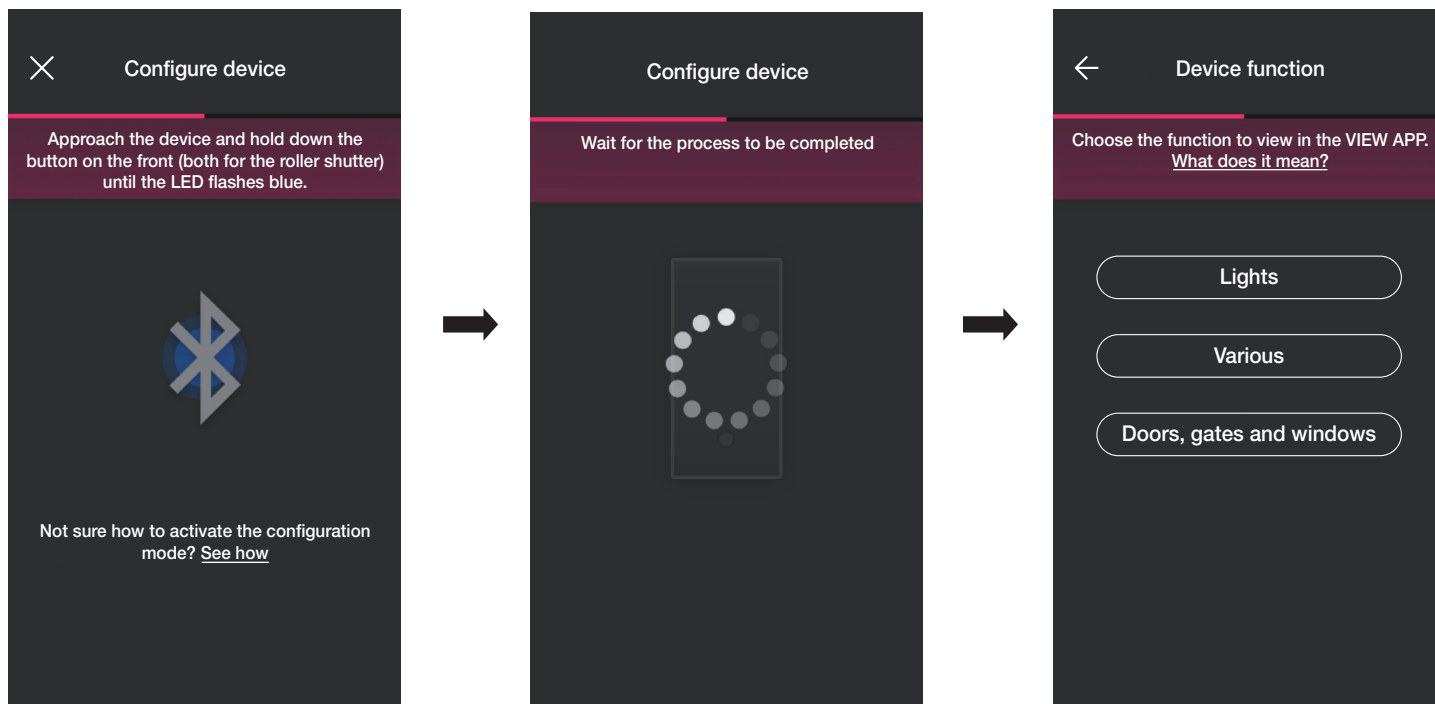 Configure device
Approach the device and hold down the
button on the front (both for the roller shutter)
until the LED flashes blue.
Not sure how to activate the configuration
mode? See how
Configure device
Wait for the process to be completed
Device function
Choose the function to view in the VIEW APP.
What does it mean?
Lights
Various
Doors, gates and windows